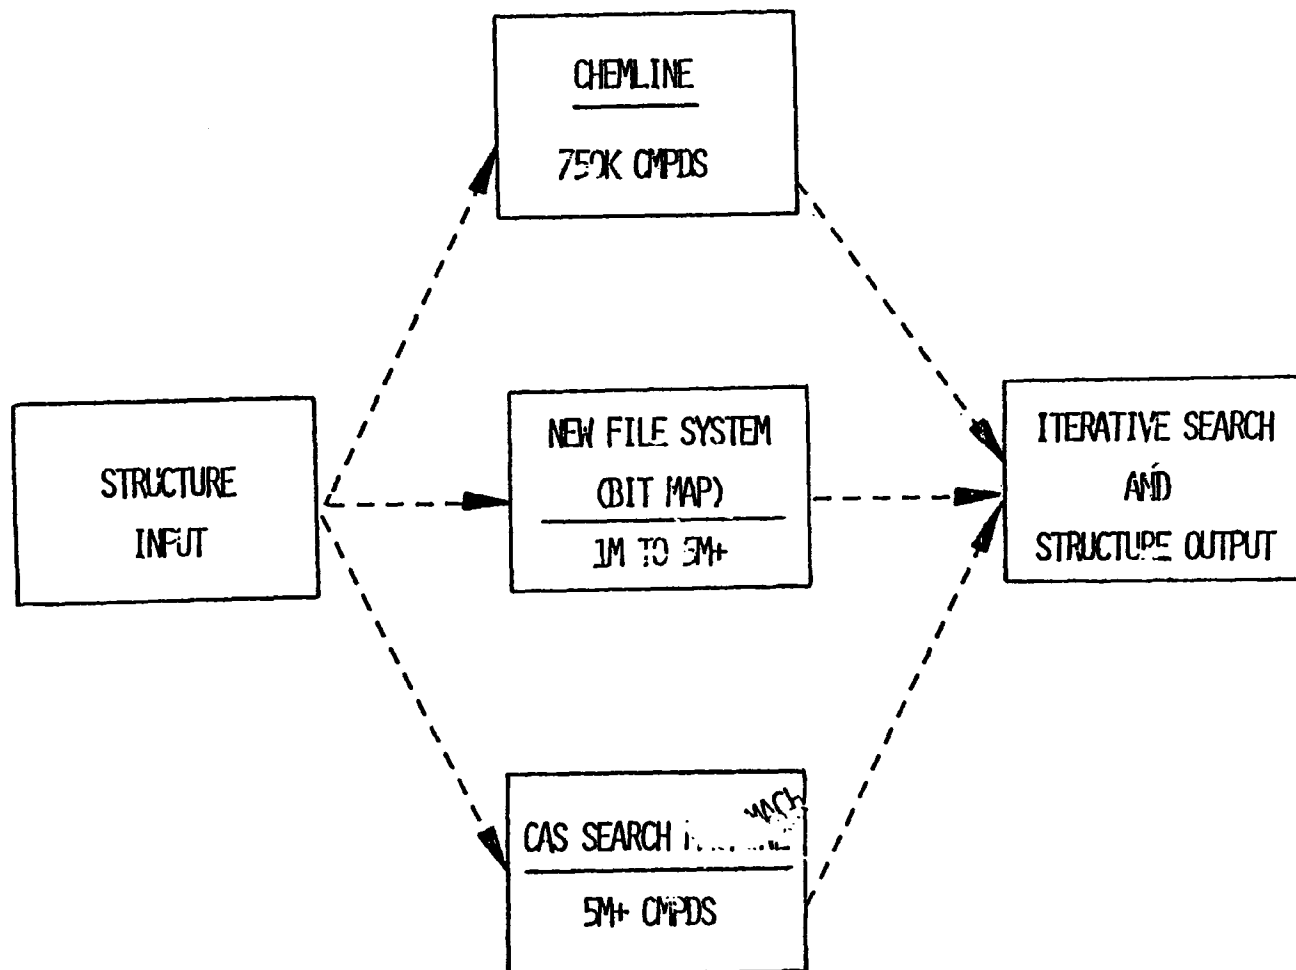 CHEMLINE
750K CMPDS
STRUCTURE
INPUT
NEW FILE SYSTEM
(BIT MAP)
1M TO 5M+
ITERATIVE SEARCH
AND
STRUCTURE OUTPUT
CAS SEARCH
5M+ CMPDS